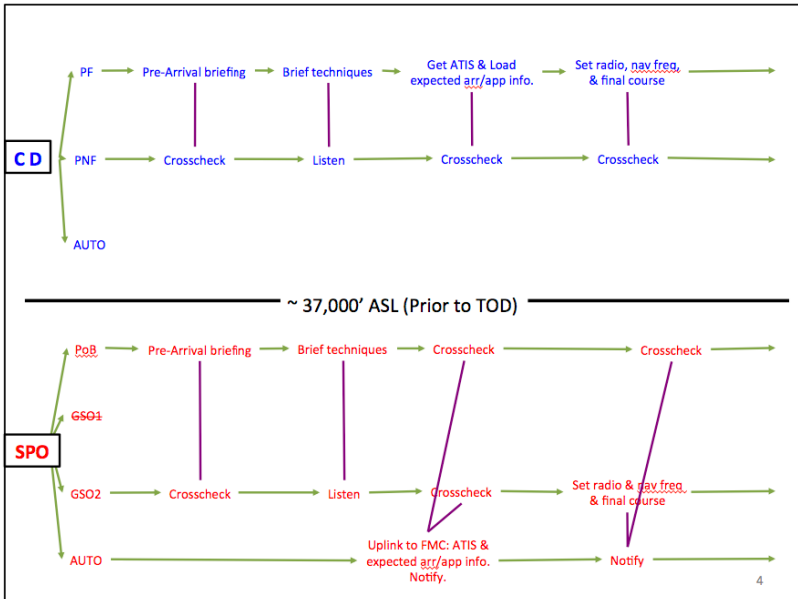 PF
Pre-Arrival briefing
Brief techniques
Get ATIS & Load
expected arr/app info.
Set radio, nav freq,
& final course
C D
PNF
Crosscheck
Listen
Crosscheck
Crosscheck
AUTO
~ 37,000’ ASL (Prior to TOD)
PoB
Pre-Arrival briefing
Brief techniques
Crosscheck
Crosscheck
GSO1
SPO
GSO2
Crosscheck
Listen
Crosscheck
Set radio & nav freq
& final course
AUTO
Uplink to FMC: ATIS &
expected arr/app info.
Notify.
Notify
4